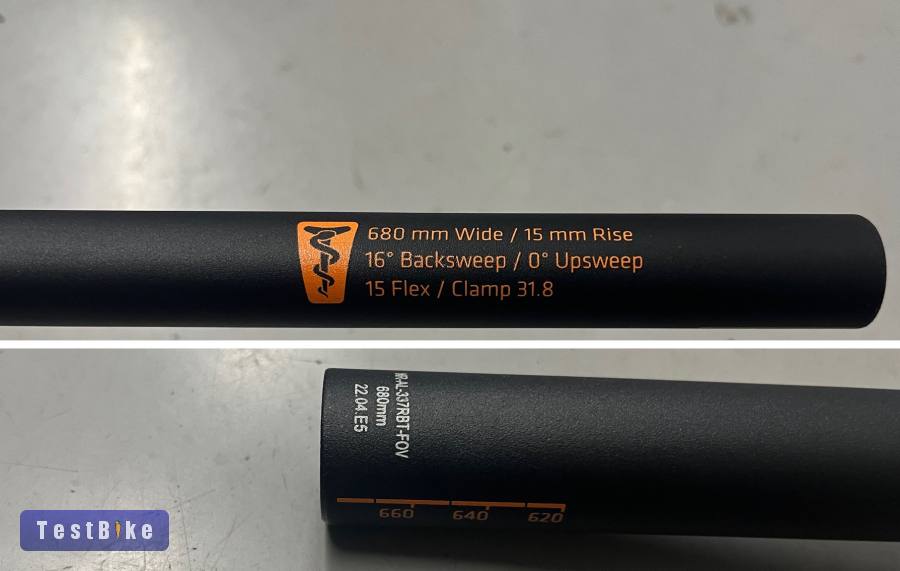 680 mm Wide / 15 mm Rise
16° Backsweep / 0° Upsweep
15 Flex / Clamp 31.8
680mm
22.04.E5
660 640 620
TestBike